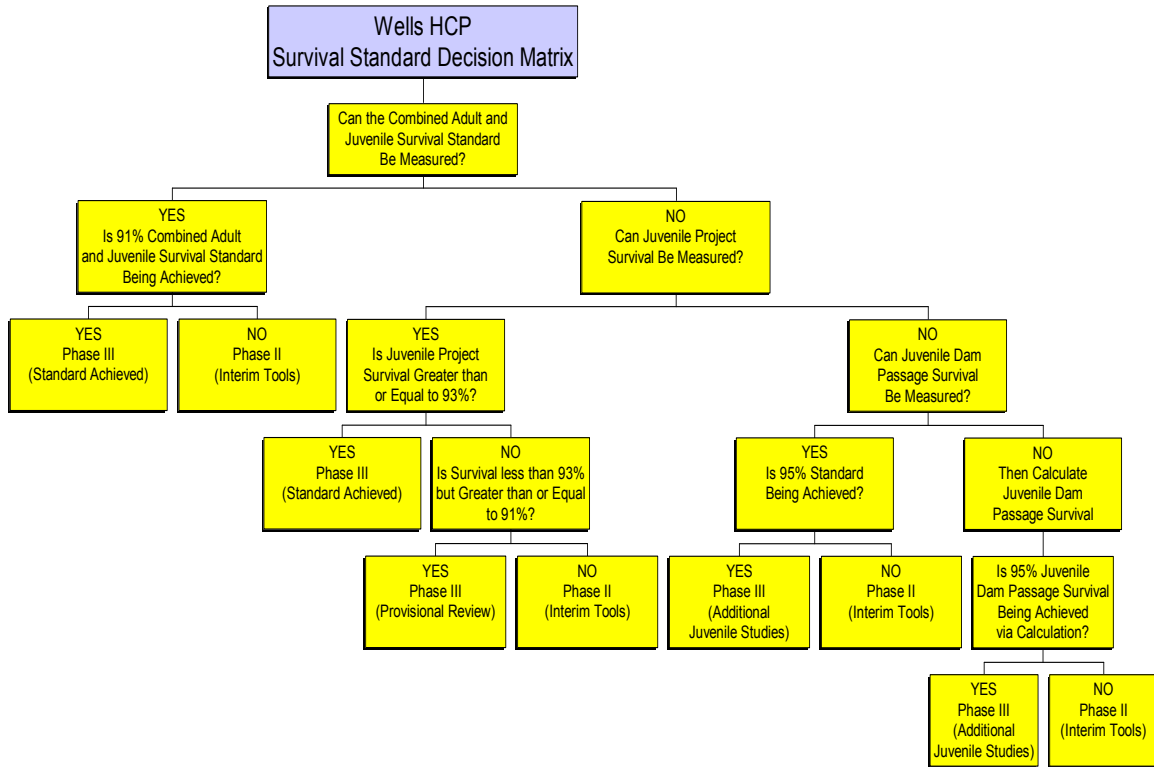 Wells HCP
Survival Standard Decision Matrix
Can the Combined Adult and
Juvenile Survival Standard
Be Measured?
YES
Is 91% Combined Adult
and Juvenile Survival Standard
Being Achieved?
NO
Can Juvenile Project
Survival Be Measured?
YES
Phase III
(Standard Achieved)
NO
Phase II
(Interim Tools)
YES
Is Juvenile Project
Survival Greater than
or Equal to 93%?
NO
Can Juvenile Dam
Passage Survival
Be Measured?
YES
Phase III
(Standard Achieved)
NO
Is Survival less than 93%
but Greater than or Equal
to 91%?
YES
Is 95% Standard
Being Achieved?
NO
Then Calculate
Juvenile Dam
Passage Survival
YES
Phase III
(Provisional Review)
NO
Phase II
(Interim Tools)
YES
Phase III
(Additional
Juvenile Studies)
NO
Phase II
(Interim Tools)
Is 95% Juvenile
Dam Passage Survival
Being Achieved
via Calculation?
YES
Phase III
(Additional
Juvenile Studies)
NO
Phase II
(Interim Tools)